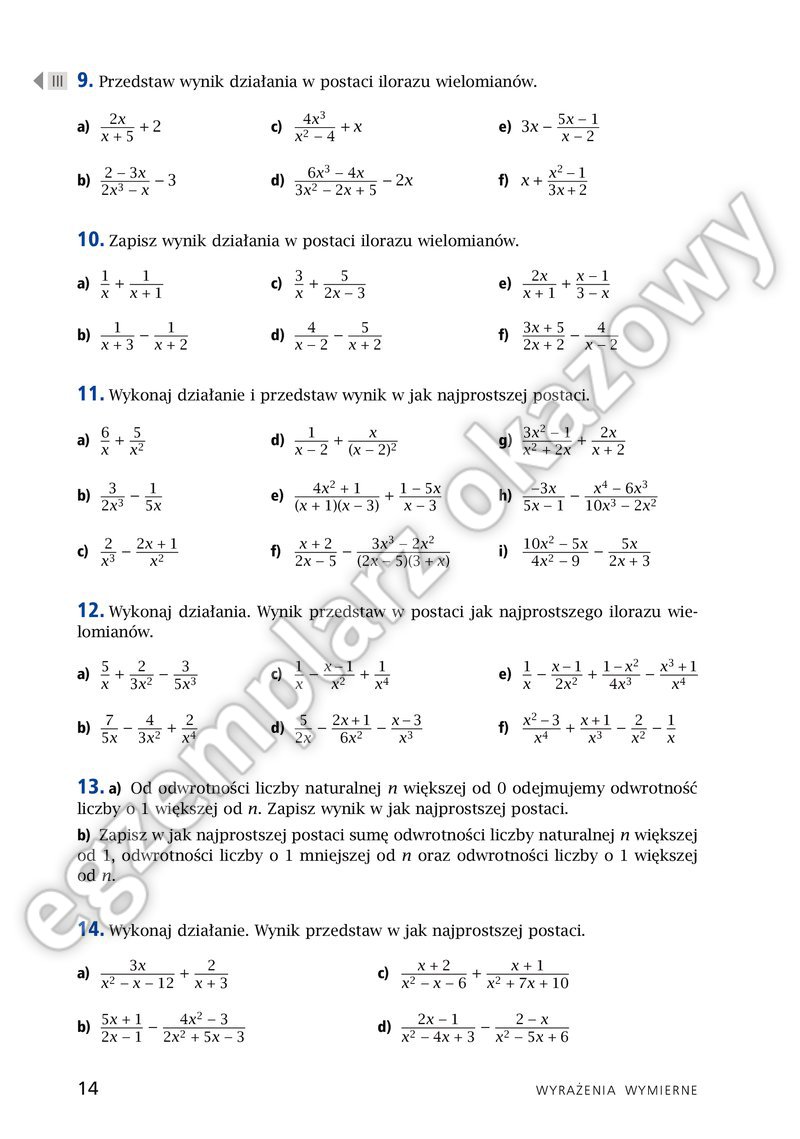 III 9. Przedstaw wynik działania w postaci ilorazu wielomianów.
a) \frac{2x}{x+5} + 2 c) \frac{4x^3}{x^2-4} + x e) 3x - \frac{5x-1}{x-2}
b) \frac{2-3x}{2x^3-x} - 3 d) \frac{6x^3-4x}{3x^2-2x+5} - 2x f) x + \frac{x^2-1}{3x+2}
10. Zapisz wynik działania w postaci ilorazu wielomianów.
a) \frac{1}{x} + \frac{1}{x+1} c) \frac{3}{x} + \frac{5}{2x-3} e) \frac{2x}{x+1} + \frac{x-1}{3-x}
b) \frac{1}{x+3} - \frac{1}{x+2} d) \frac{4}{x-2} - \frac{5}{x+2} f) \frac{3x+5}{2x+2} - \frac{4}{x-2}
11. Wykonaj działanie i przedstaw wynik w jak najprostszej postaci.
a) \frac{6}{x} + \frac{5}{x^2} d) \frac{1}{x-2} + \frac{x}{(x-2)^2} g) \frac{3x^2-1}{x^2+2x} + \frac{2x}{x+2}
b) \frac{3}{2x^3} - \frac{1}{5x} e) \frac{4x^2+1}{(x+1)(x-3)} + \frac{1-5x}{x-3} h) \frac{-3x}{5x-1} - \frac{x^4-6x^3}{10x^3-2x^2}
c) \frac{2}{x^3} - \frac{2x+1}{x^2} f) \frac{x+2}{2x-5} - \frac{3x^3-2x^2}{(2x-5)(3+x)} i) \frac{10x^2-5x}{4x^2-9} - \frac{5x}{2x+3}
12. Wykonaj działania. Wynik przedstaw w postaci jak najprostszego ilorazu wie-
lomianów.
a) \frac{5}{x} + \frac{2}{3x^2} - \frac{3}{5x^3} c) \frac{1}{x} - \frac{x-1}{x^2} + \frac{1}{x^4} e) \frac{1}{x} - \frac{x-1}{2x^2} + \frac{1-x^2}{4x^3} - \frac{x^3+1}{x^4}
b) \frac{7}{5x} - \frac{4}{3x^2} + \frac{2}{x^4} d) \frac{5}{2x} - \frac{2x+1}{6x^2} - \frac{x-3}{x^3} f) \frac{x^2-3}{x^4} + \frac{x+1}{x^3} - \frac{2}{x^2} - \frac{1}{x}
13. a) Od odwrotności liczby naturalnej n większej od 0 odejmujemy odwrotność
liczby o 1 większej od n. Zapisz wynik w jak najprostszej postaci.
b) Zapisz w jak najprostszej postaci sumę odwrotności liczby naturalnej n większej
od 1, odwrotności liczby o 1 mniejszej od n oraz odwrotności liczby o 1 większej
od n.
14. Wykonaj działanie. Wynik przedstaw w jak najprostszej postaci.
a) \frac{3x}{x^2-x-12} + \frac{2}{x+3} c) \frac{x+2}{x^2-x-6} + \frac{x+1}{x^2+7x+10}
b) \frac{5x+1}{2x-1} - \frac{4x^2-3}{2x^2+5x-3} d) \frac{2x-1}{x^2-4x+3} - \frac{2-x}{x^2-5x+6}
14 WYRAŻENIA WYMIERNE
egzemplarz okazowy